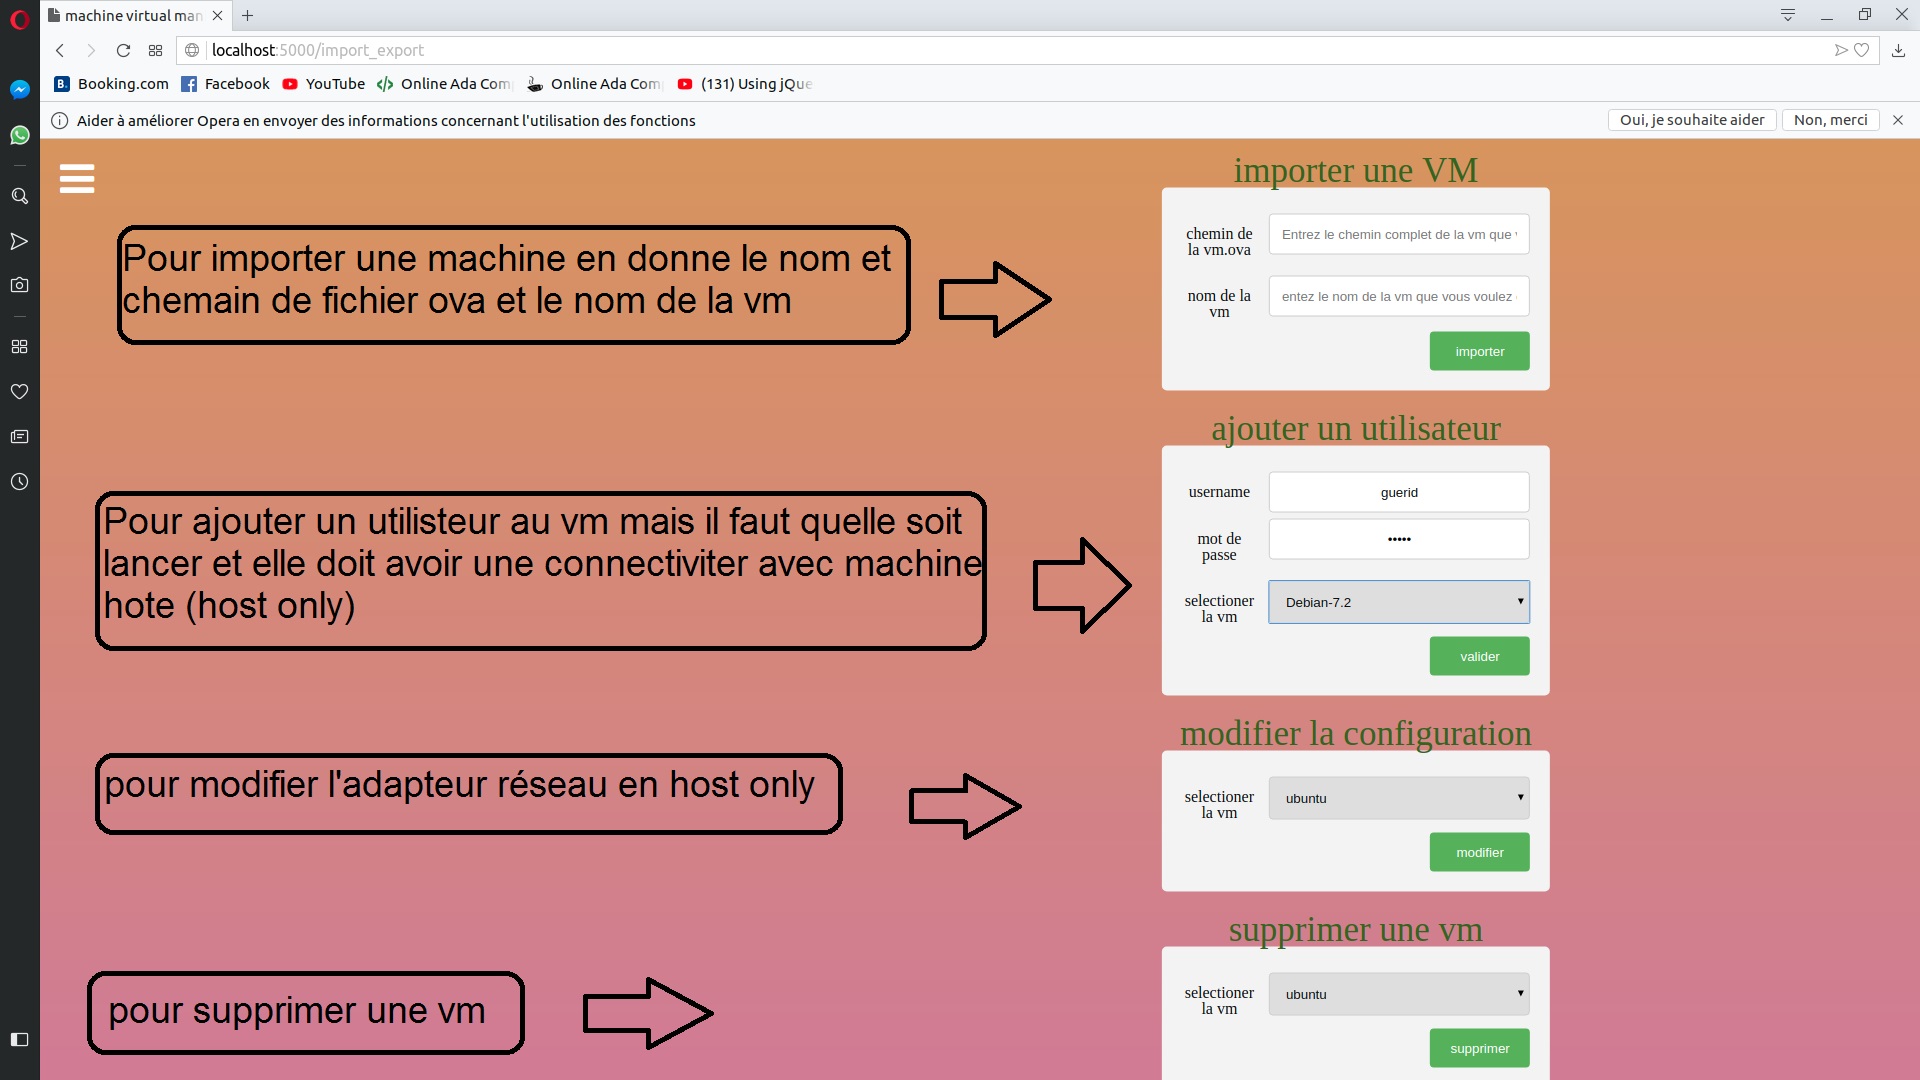 machine virtual man
localhost:5000/import_export
Booking.com
Facebook
YouTube
Online Ada Com
Online Ada Com
(131) Using jQue
Aider à améliorer Opera en envoyer des informations concernant l'utilisation des fonctions
Oui, je souhaite aider
Non, merci
importer une VM
Pour importer une machine en donne le nom et
chemain de fichier ova et le nom de la vm
chemin de
la vm.ova
Entrez le chemin complet de la vm que
nom de la
vm
entez le nom de la vm que vous voulez
importer
ajouter un utilisateur
Pour ajouter un utilisteur au vm mais il faut quelle soit
lancer et elle doit avoir une connectiviter avec machine
hote (host only)
username
guerid
mot de
passe
•••••
selectioner
la vm
Debian-7.2
valider
modifier la configuration
pour modifier l'adapteur réseau en host only
selectioner
la vm
ubuntu
modifier
supprimer une vm
pour supprimer une vm
selectioner
la vm
ubuntu
supprimer